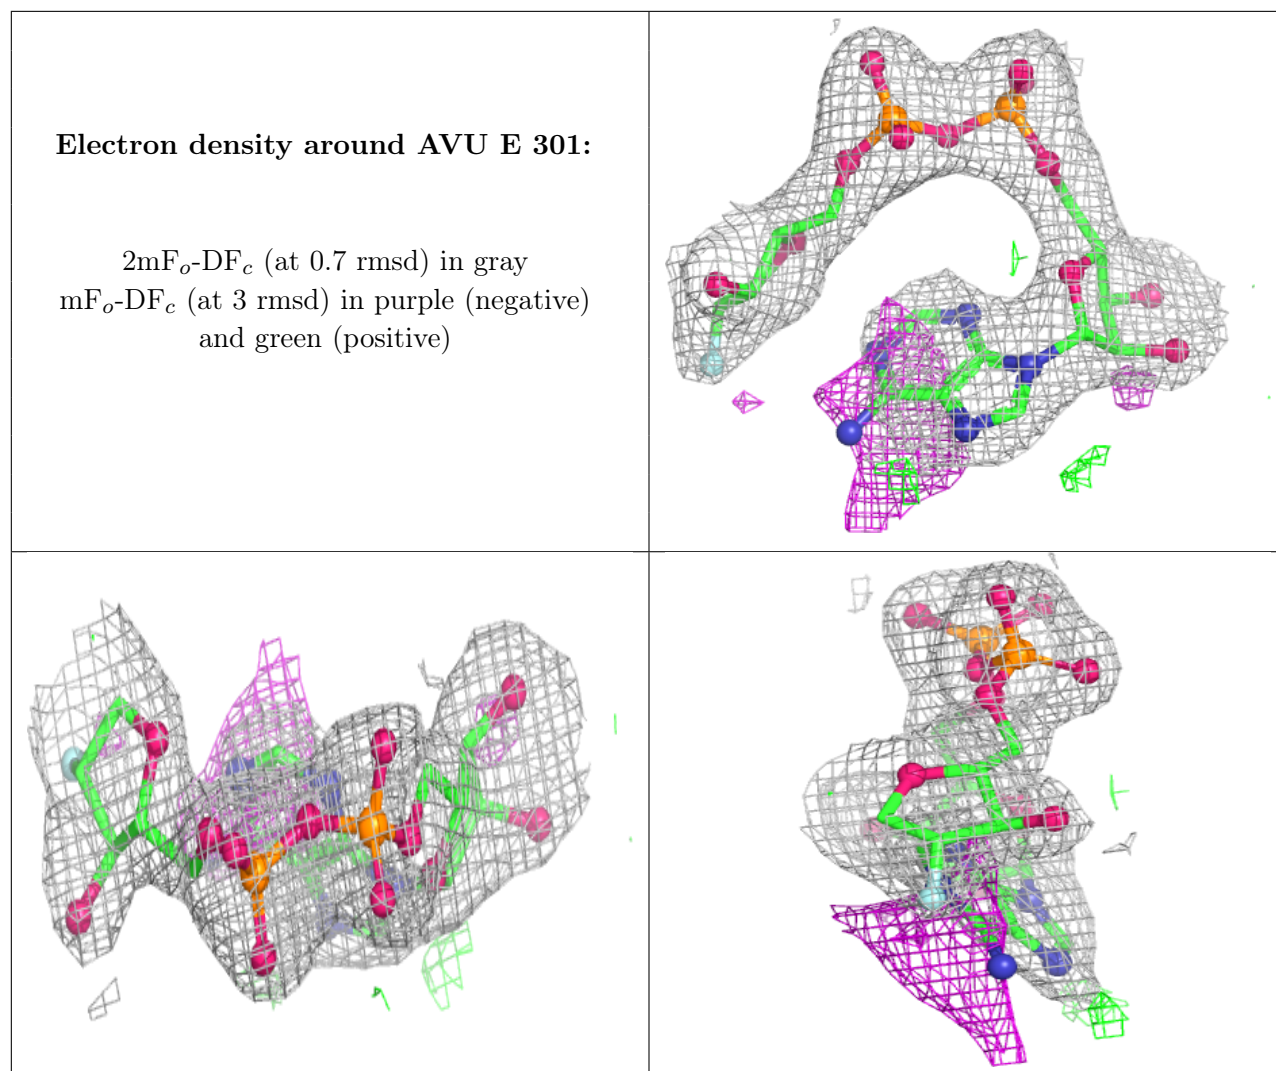 Electron density around AVU E 301:
2mFₒ-DF𝒸 (at 0.7 rmsd) in gray
mFₒ-DF𝒸 (at 3 rmsd) in purple (negative)
and green (positive)